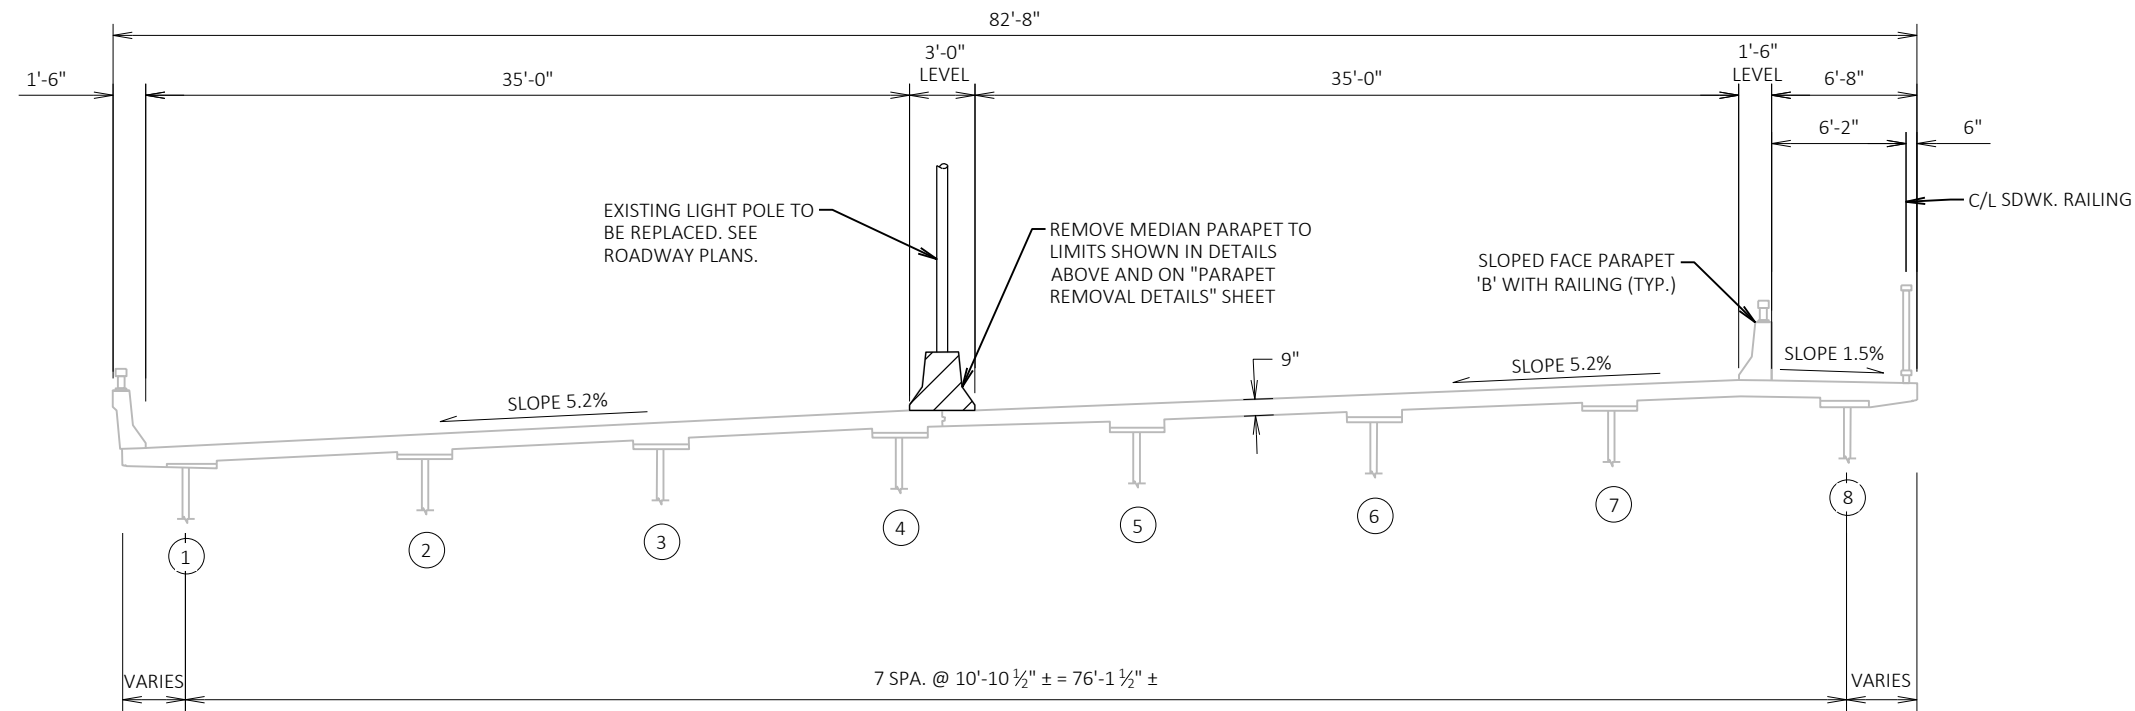 82'-8"
1'-6"
35'-0"
3'-0"
LEVEL
35'-0"
1'-6"
LEVEL
6'-8"
6'-2"
6"
C/L SDWK. RAILING
EXISTING LIGHT POLE TO
BE REPLACED. SEE
ROADWAY PLANS.
REMOVE MEDIAN PARAPET TO
LIMITS SHOWN IN DETAILS
ABOVE AND ON "PARAPET
REMOVAL DETAILS" SHEET
SLOPED FACE PARAPET
'B' WITH RAILING (TYP.)
SLOPE 5.2%
9"
SLOPE 5.2%
SLOPE 1.5%
1
2
3
4
5
6
7
8
VARIES
7 SPA. @ 10'-10 ½" ± = 76'-1 ½" ±
VARIES